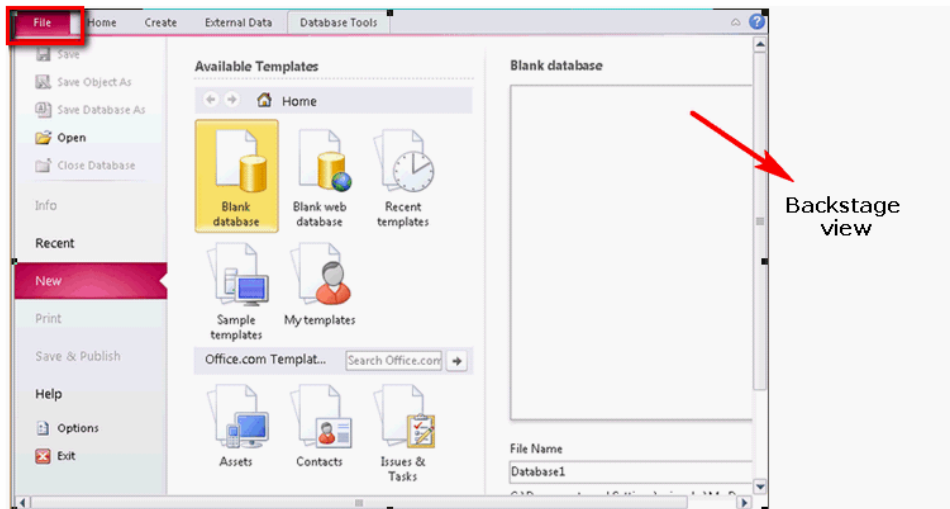 File Home Create External Data Database Tools
Save
Save Object As
Save Database As
Open
Close Database
Info
Recent
New
Print
Save & Publish
Help
Options
Exit
Available Templates
Home
Blank database
Blank web database
Recent templates
Sample templates
My templates
Office.com Templat... Search Office.com
Assets
Contacts
Issues & Tasks
Blank database
File Name
Database1
Backstage
view